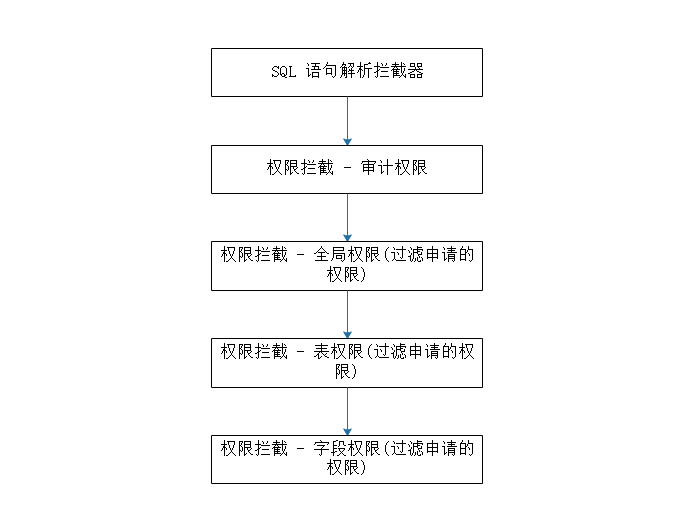 SQL 语句解析拦截器
权限拦截 - 审计权限
权限拦截 - 全局权限(过滤申请的
权限)
权限拦截 - 表权限(过滤申请的权
限)
权限拦截 - 字段权限(过滤申请的
权限)